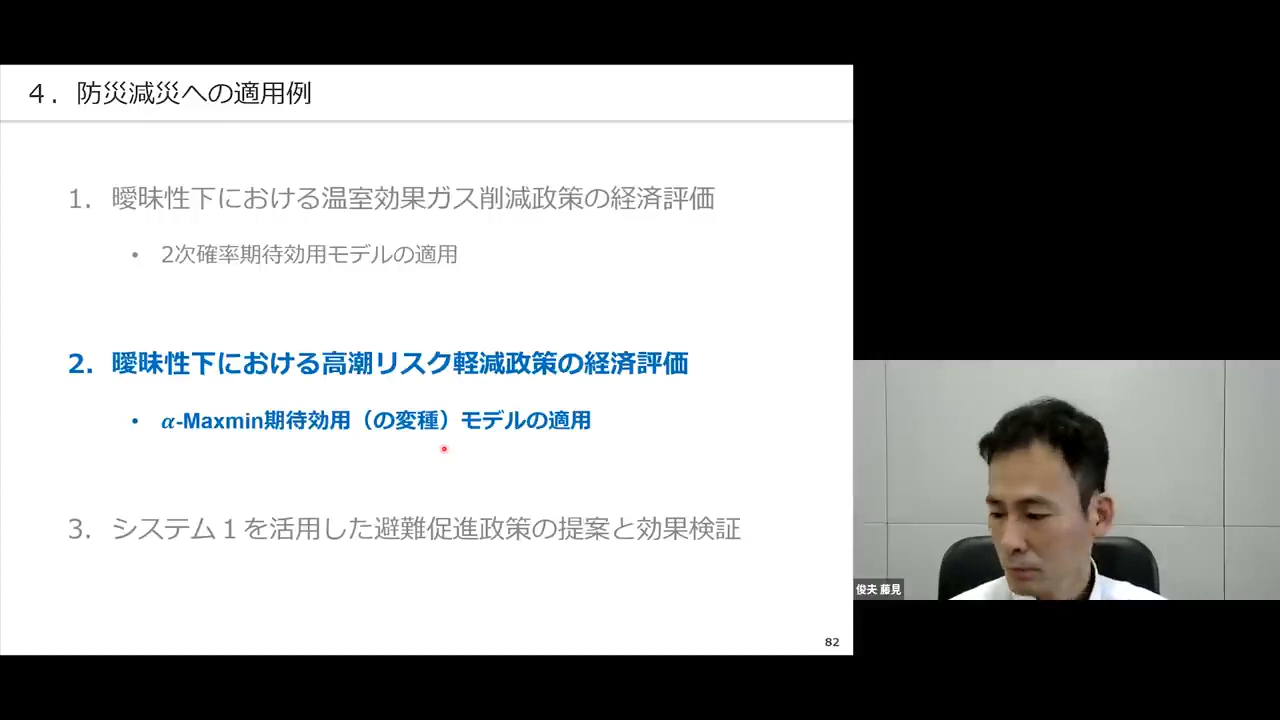 ４．防災減災への適用例
1. 曖昧性下における温室効果ガス削減政策の経済評価
• 2次確率期待効用モデルの適用
2. 曖昧性下における高潮リスク軽減政策の経済評価
• α-Maxmin期待効用（の変種）モデルの適用
3. システム１を活用した避難促進政策の提案と効果検証
82
俊夫 藤見